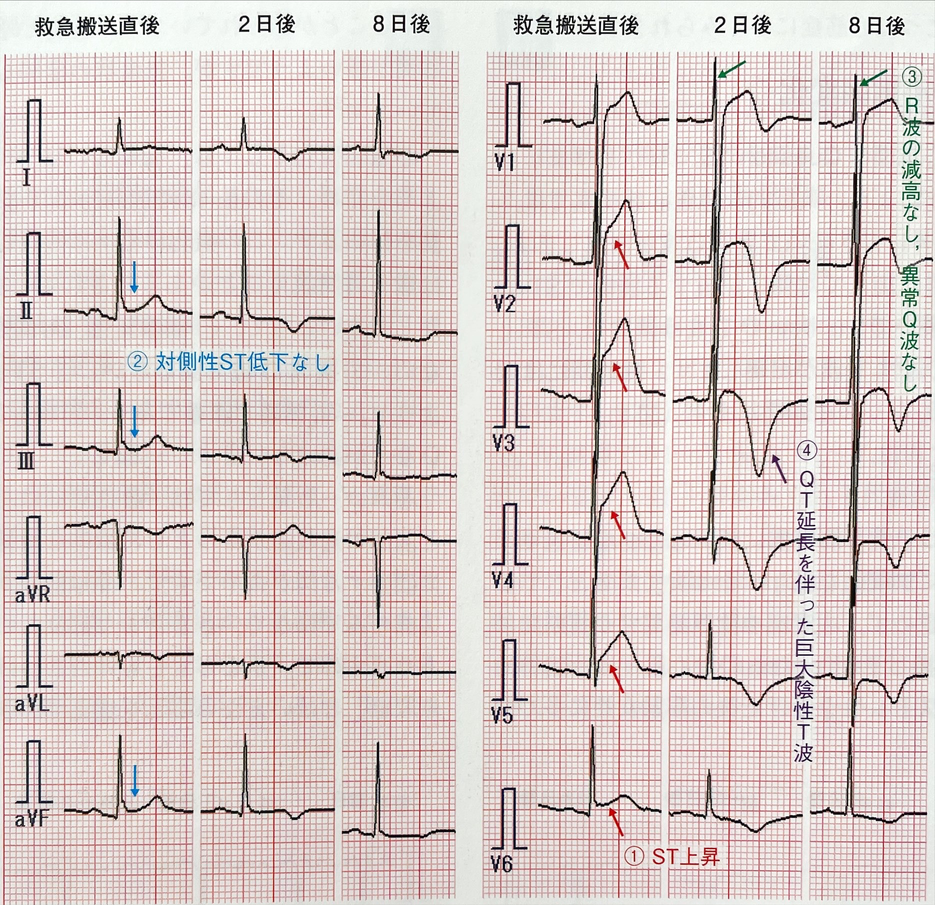 救急搬送直後 2日後 8日後 救急搬送直後 2日後 8日後
I
II
② 対側性ST低下なし
III
aVR
aVL
aVF
V1
V2
V3
V4
V5
V6
③ R波の減高なし，異常Q波なし
④ QT延長を伴った巨大陰性T波
① ST上昇